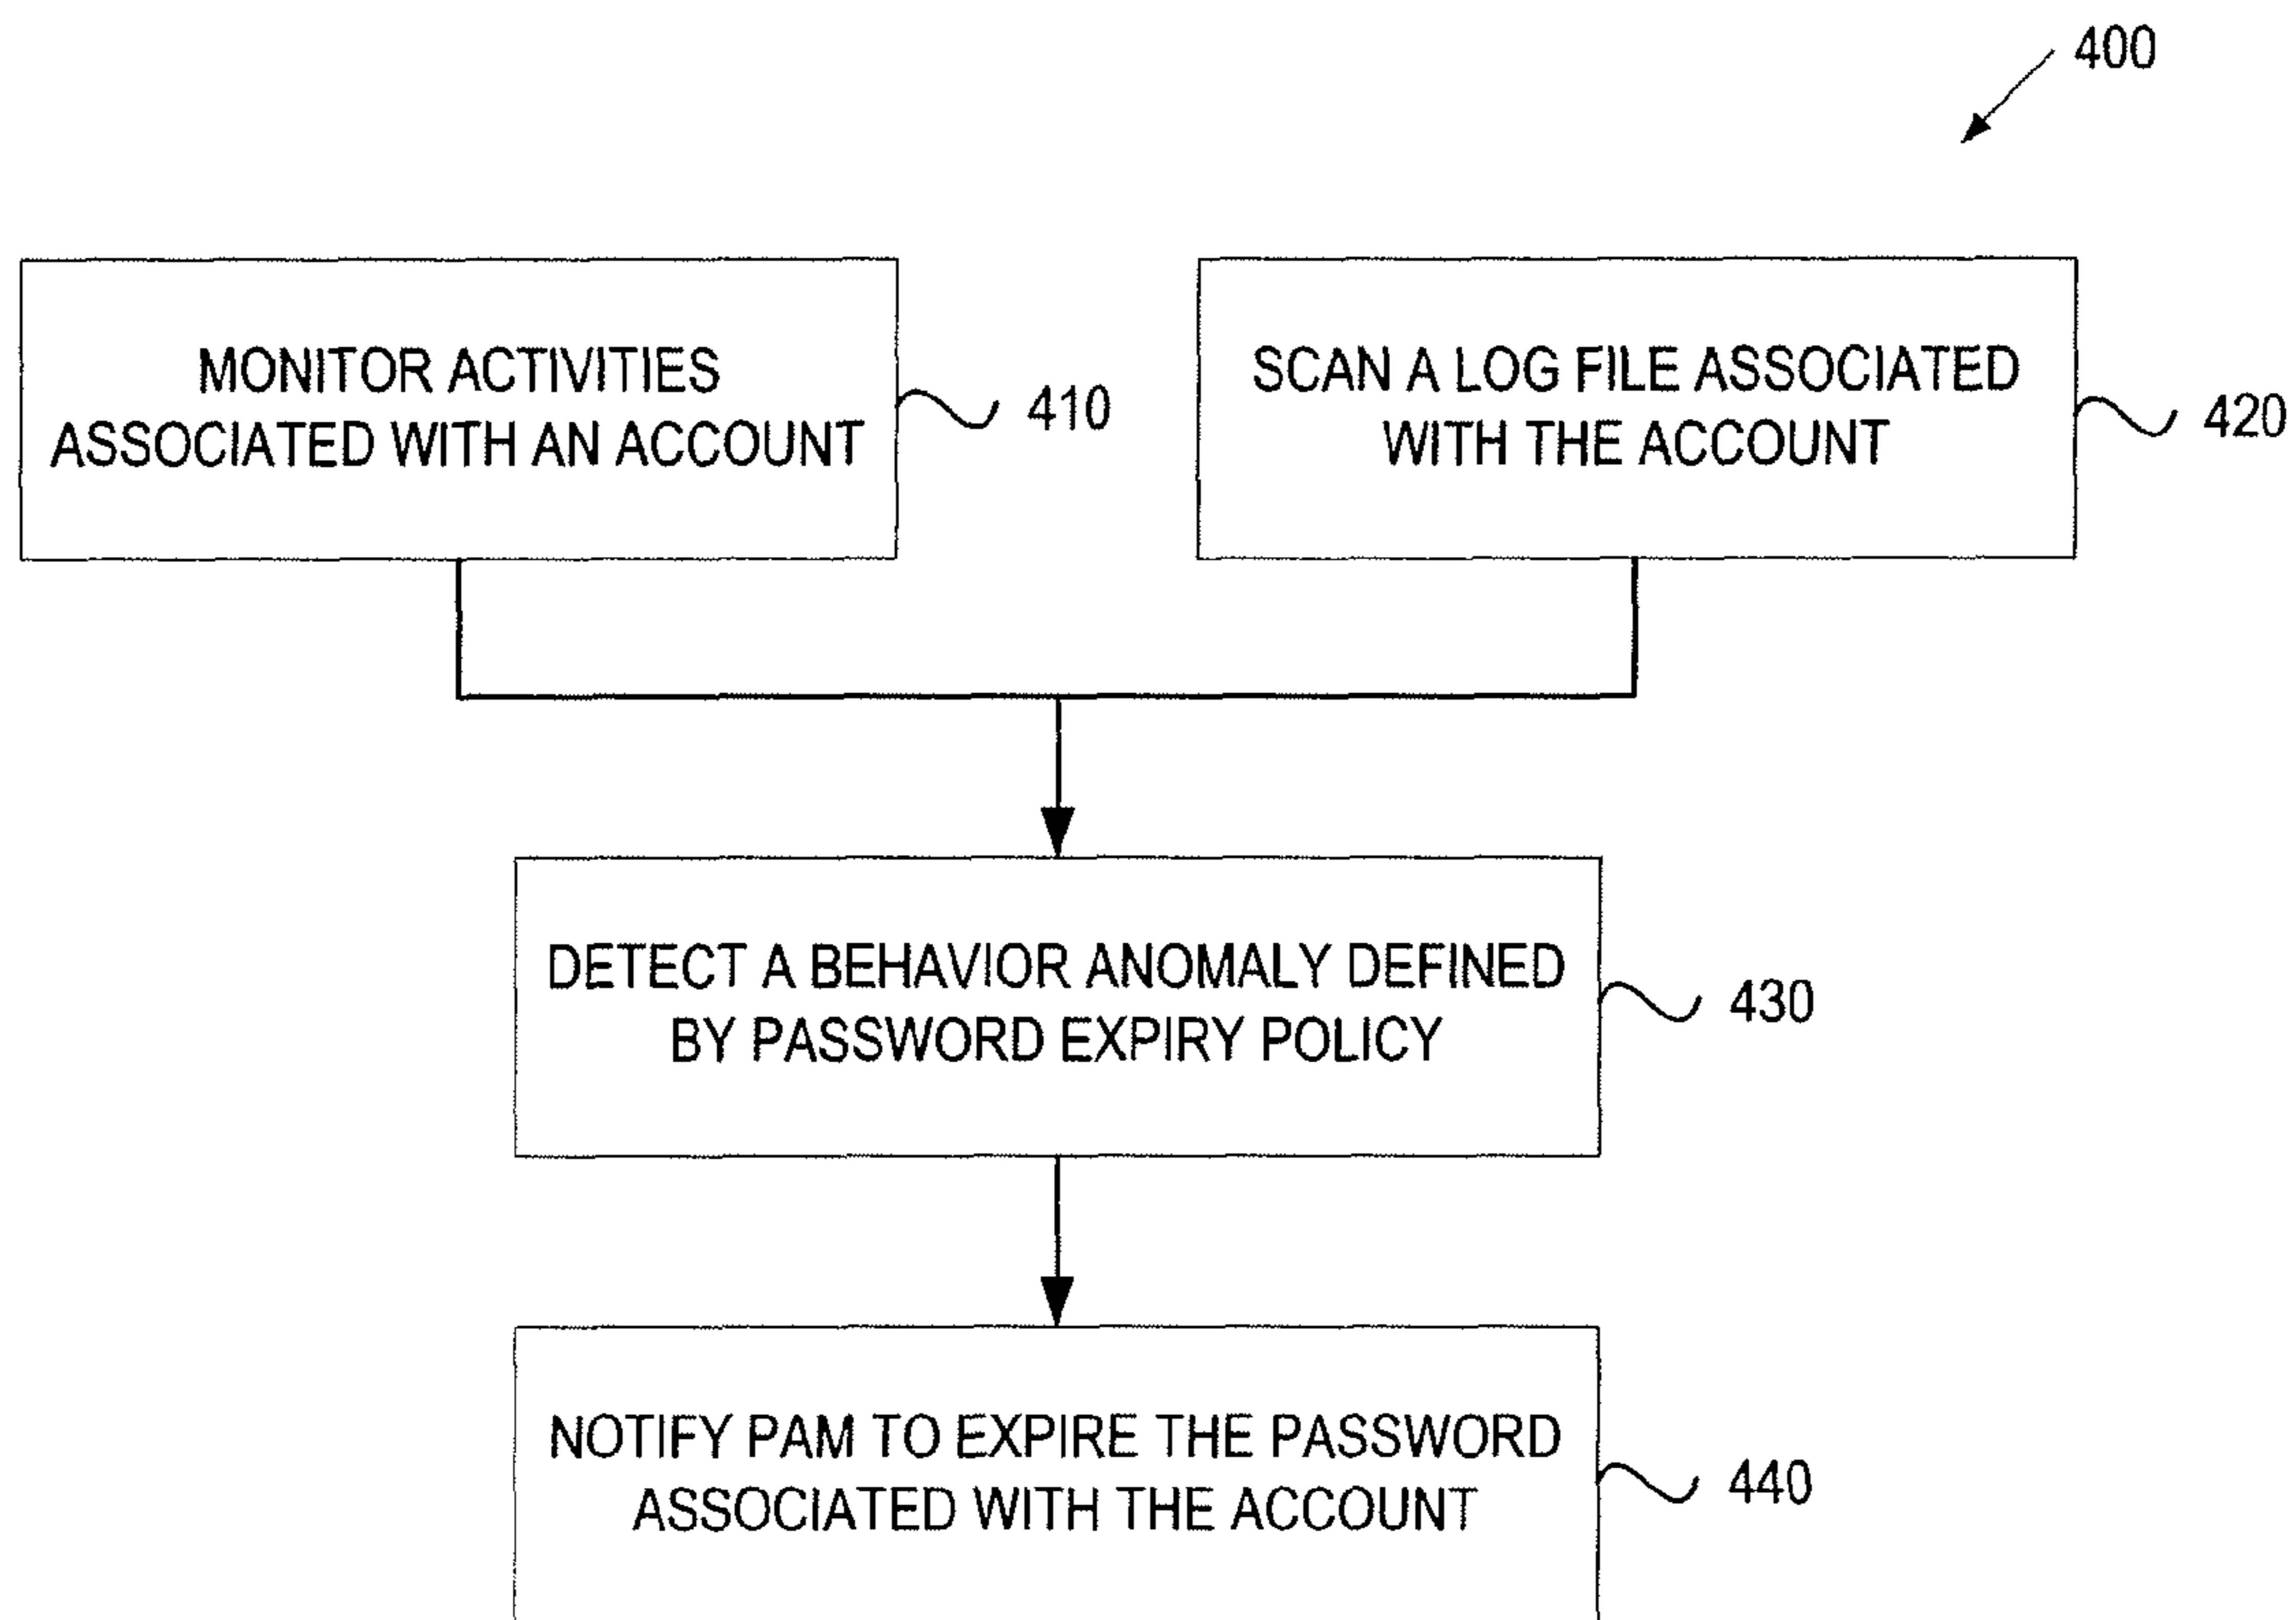 400
MONITOR ACTIVITIES
ASSOCIATED WITH AN ACCOUNT
410
SCAN A LOG FILE ASSOCIATED
WITH THE ACCOUNT
420
DETECT A BEHAVIOR ANOMALY DEFINED
BY PASSWORD EXPIRY POLICY
430
NOTIFY PAM TO EXPIRE THE PASSWORD
ASSOCIATED WITH THE ACCOUNT
440